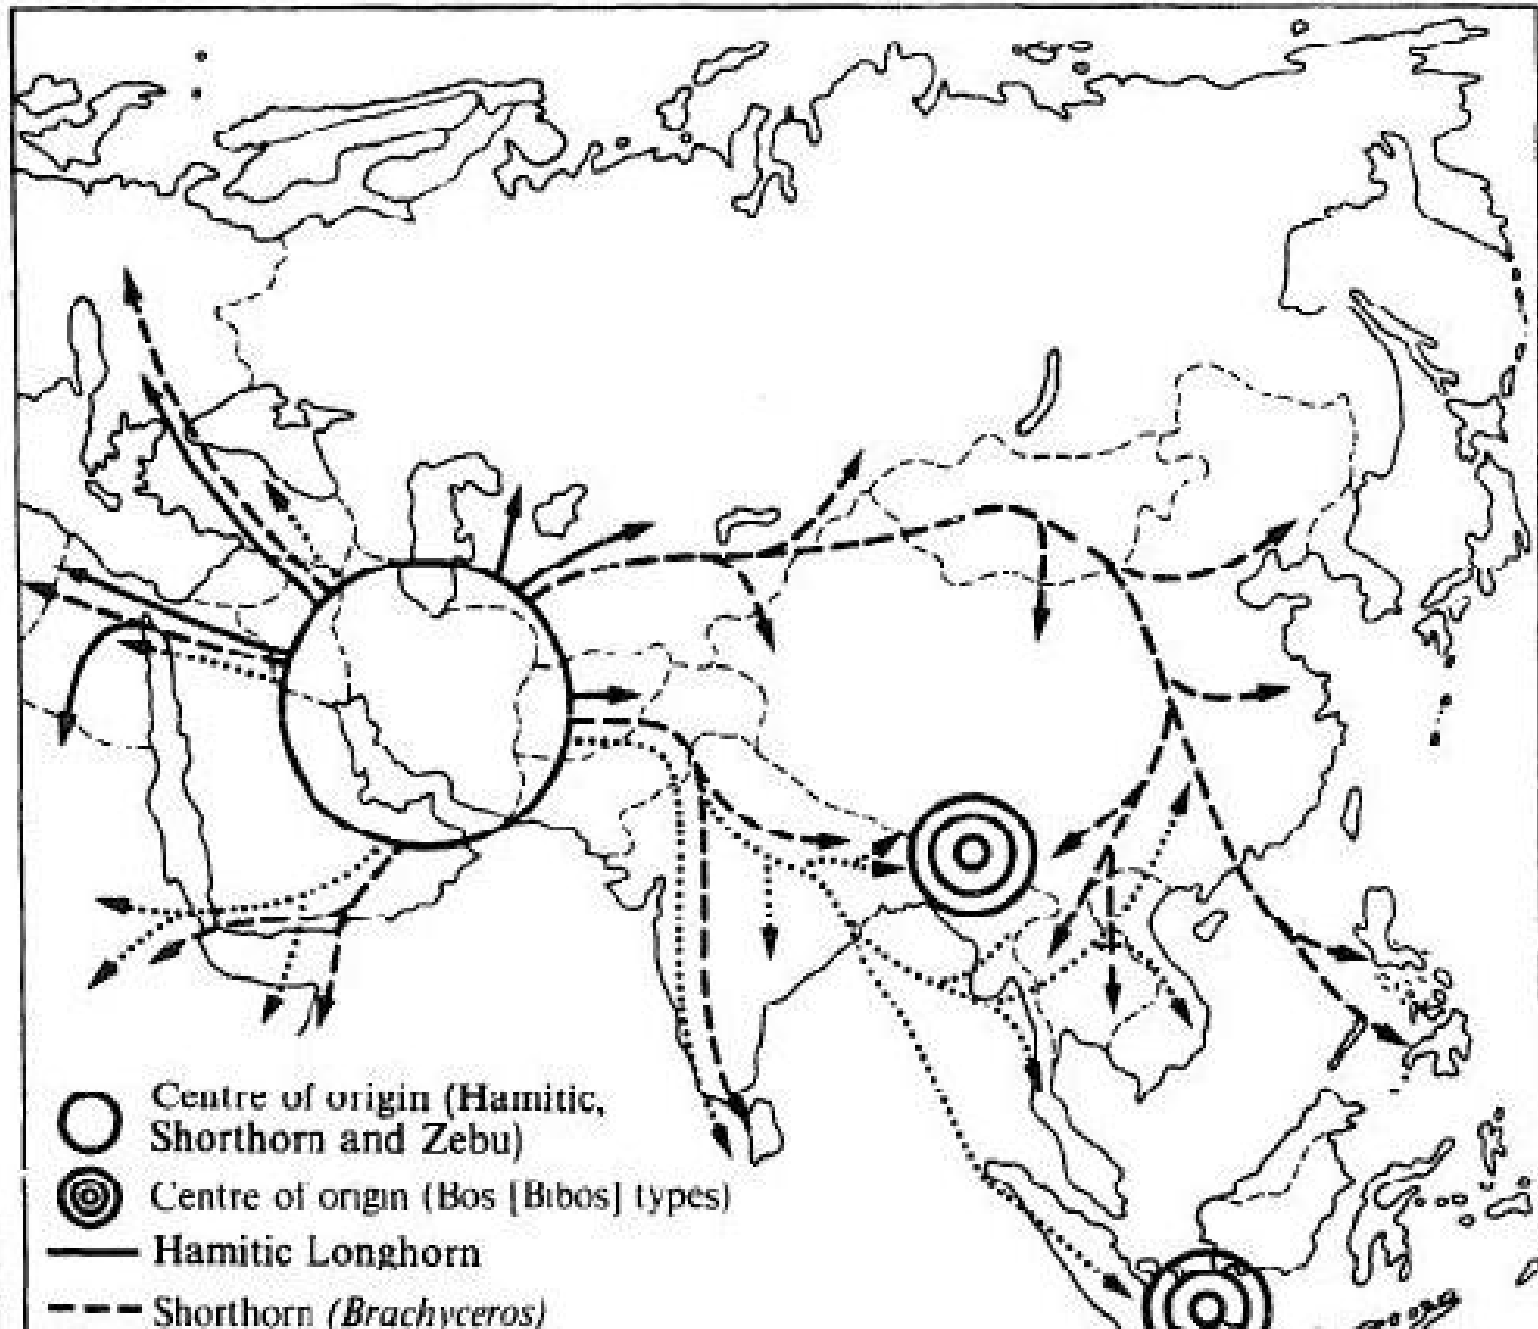 Centre of origin (Hamitic,
Shorthorn and Zebu)
Centre of origin (Bos [Bibos] types)
Hamitic Longhorn
Shorthorn (Brachyceros)